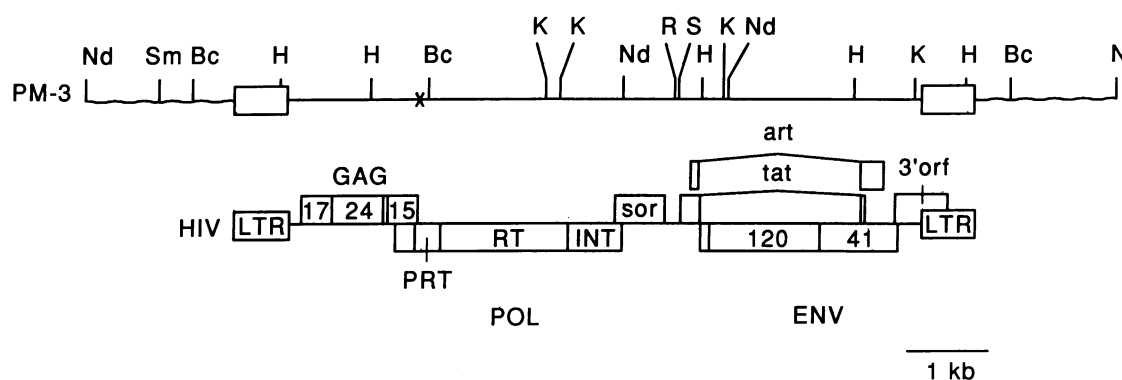 K K R S K Nd
Nd Sm Bc H H Bc Nd H H K H Bc N
PM-3 x
art
GAG tat 3'orf
17 24 15 sor
HIV LTR RT INT 120 41 LTR
PRT
POL ENV
1 kb